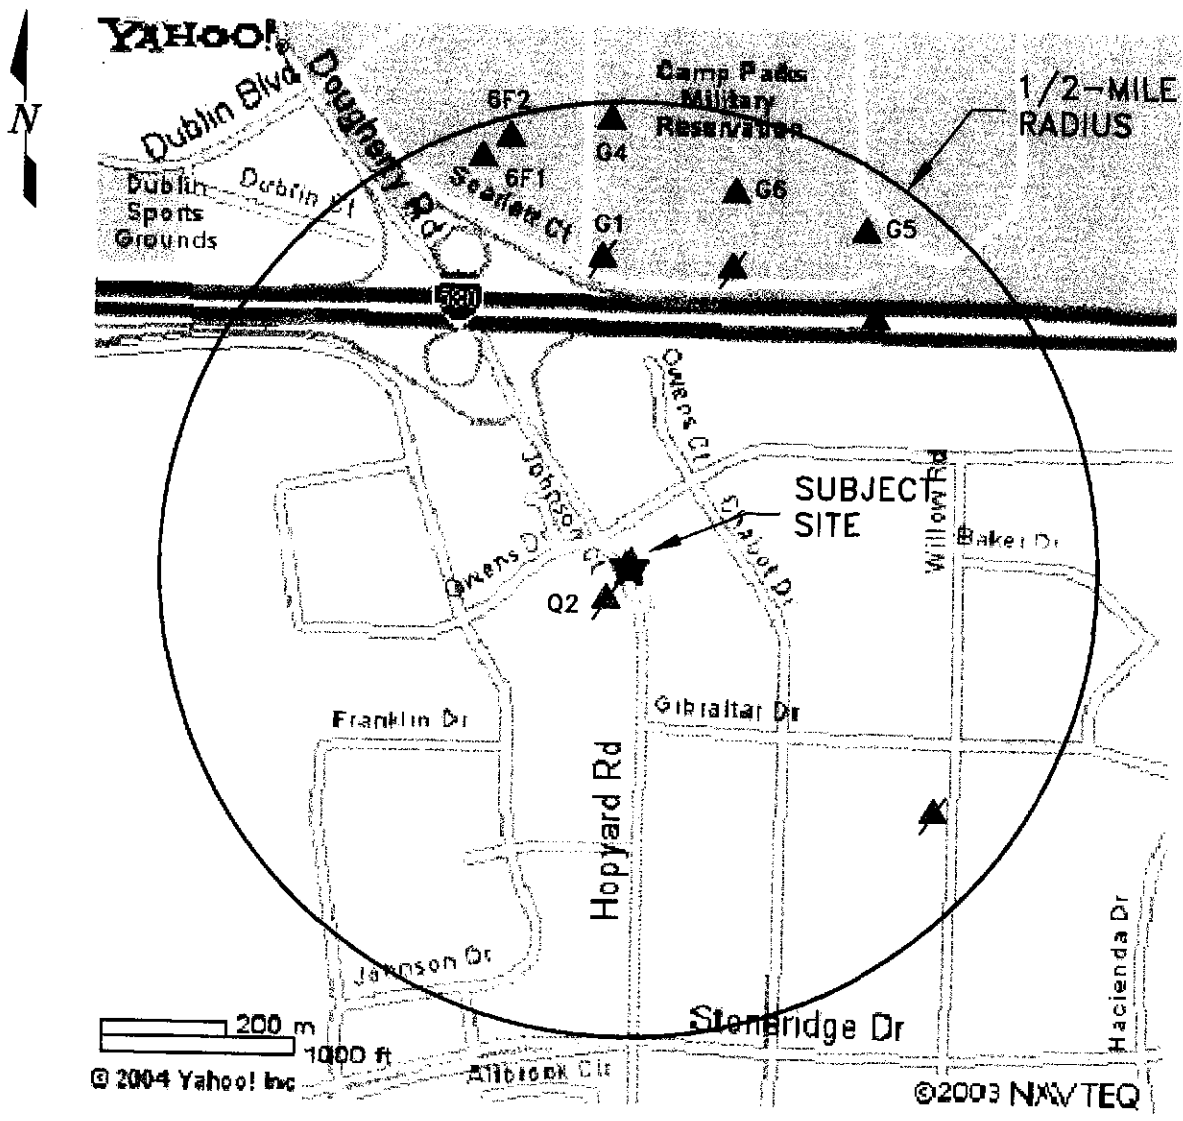 YAHOO!
N
Dublin Blvd
Dougherty Rd
Camp Parks
Military
Reservation
1/2-MILE
RADIUS
6F2
G4
6F1
Scarlett Ct
Dublin Ct
Dublin
Sports
Grounds
G6
G1
G5
580
Owens Ct
Johnson Ct
SUBJECT
SITE
Willow Rd
Chabot Dr
Baker Dr
Owens Dr
Q2
Franklin Dr
Gibraltar Dr
Hopyard Rd
Hacienda Dr
Johnson Dr
Stoneridge Dr
200 m
1000 ft
Allbrook Cir
© 2004 Yahoo! Inc
©2003 NAVTEQ